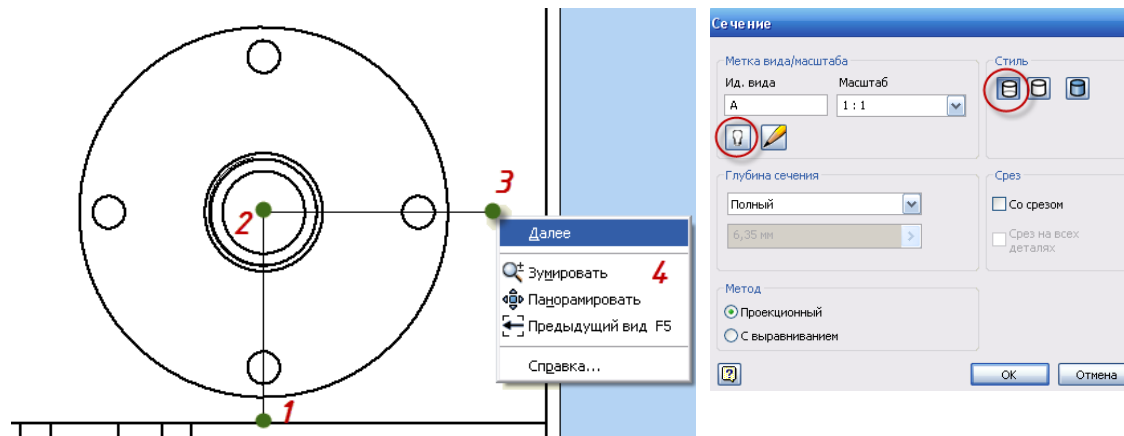 3
2
Далее
Зумировать
4
Панорамировать
Предыдущий вид F5
Справка...
1
Сечение
Метка вида/масштаба
Стиль
Ид. вида
Масштаб
A
1 : 1
Глубина сечения
Срез
Полный
Со срезом
6,35 мм
Срез на всех
деталях
Метод
Проекционный
С выравниванием
OK
Отмена